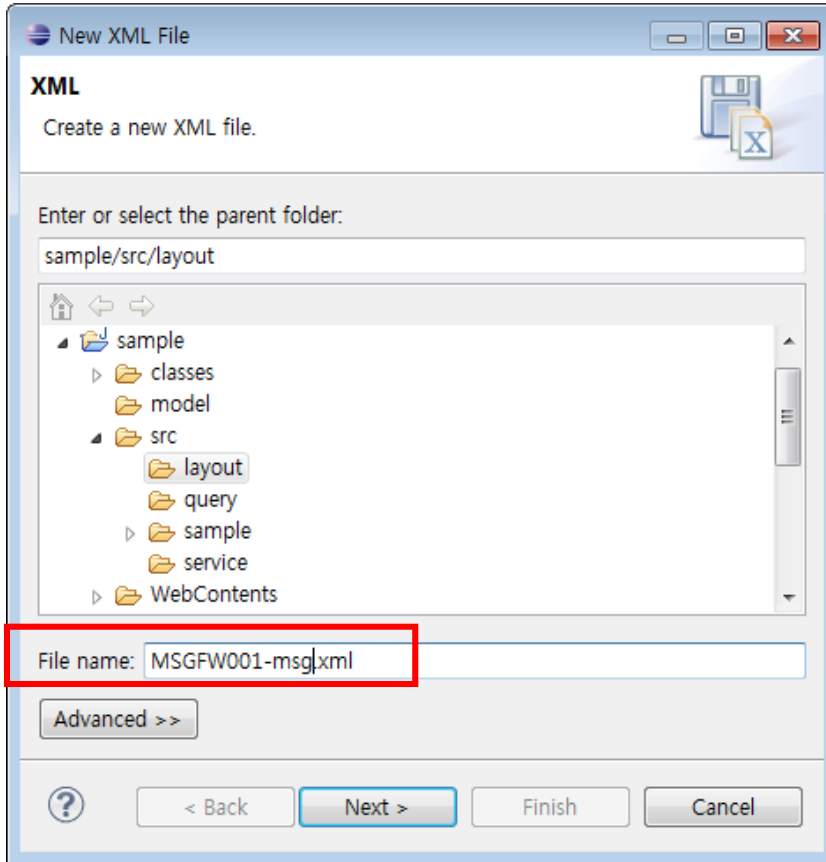 New XML File
XML
Create a new XML file.
X
Enter or select the parent folder:
sample/src/layout
sample
classes
model
src
layout
query
sample
service
WebContents
File name: MSGFW001-msg.xml
Advanced >>
? < Back Next > Finish Cancel